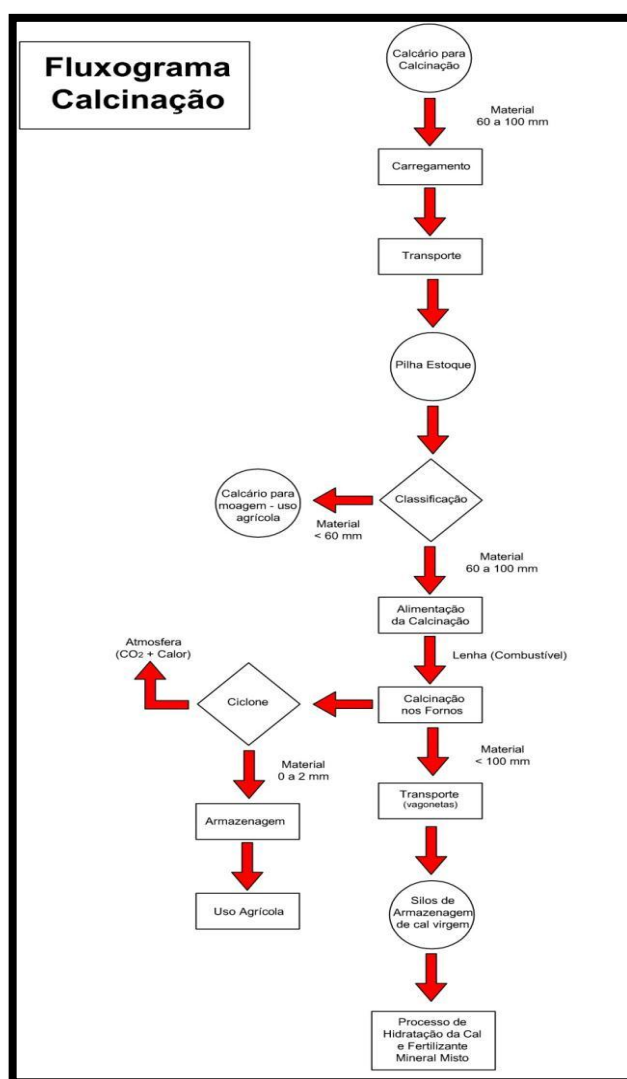 Fluxograma
Calcinação
Calcário para
Calcinação
Material
60 a 100 mm
Carregamento
Transporte
Pilha Estoque
Classificação
Calcário para
moagem - uso
agrícola
Material
< 60 mm
Material
60 a 100 mm
Alimentação
da Calcinação
Lenha (Combustível)
Atmosfera
(CO2 + Calor)
Ciclone
Calcinação
nos Fornos
Material
0 a 2 mm
Material
< 100 mm
Armazenagem
Transporte
(vagonetas)
Uso Agrícola
Silos de
Armazenagem
de cal virgem
Processo de
Hidratação da Cal
e Fertilizante
Mineral Misto